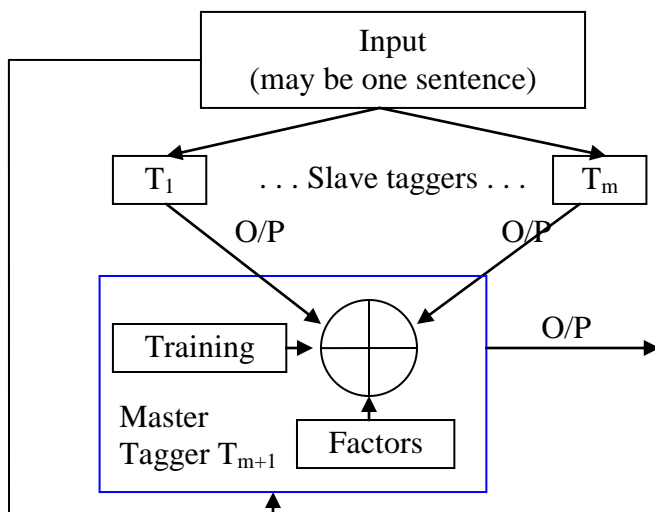 Input
(may be one sentence)
T₁ . . . Slave taggers . . . Tₘ
O/P O/P
O/P
Training
Master
Tagger Tₘ₊₁
Factors